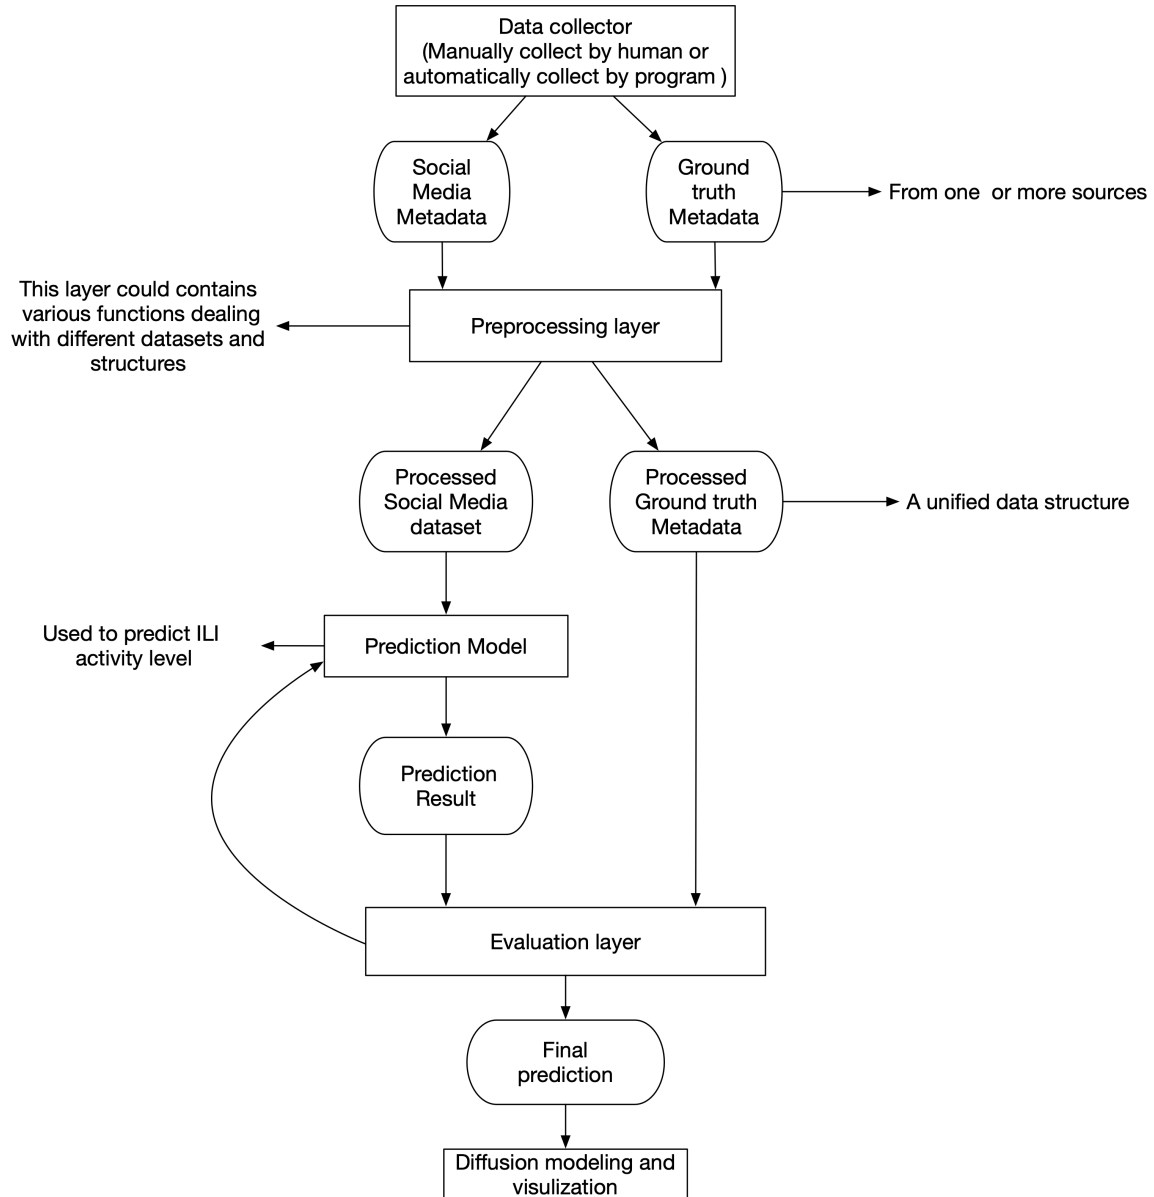 Data collector
(Manually collect by human or
automatically collect by program )
Social
Media
Metadata
Ground
truth
Metadata
From one  or more sources
This layer could contains
various functions dealing
with different datasets and
structures
Preprocessing layer
Processed
Social Media
dataset
Processed
Ground truth
Metadata
A unified data structure
Used to predict ILI
activity level
Prediction Model
Prediction
Result
Evaluation layer
Final
prediction
Diffusion modeling and
visulization